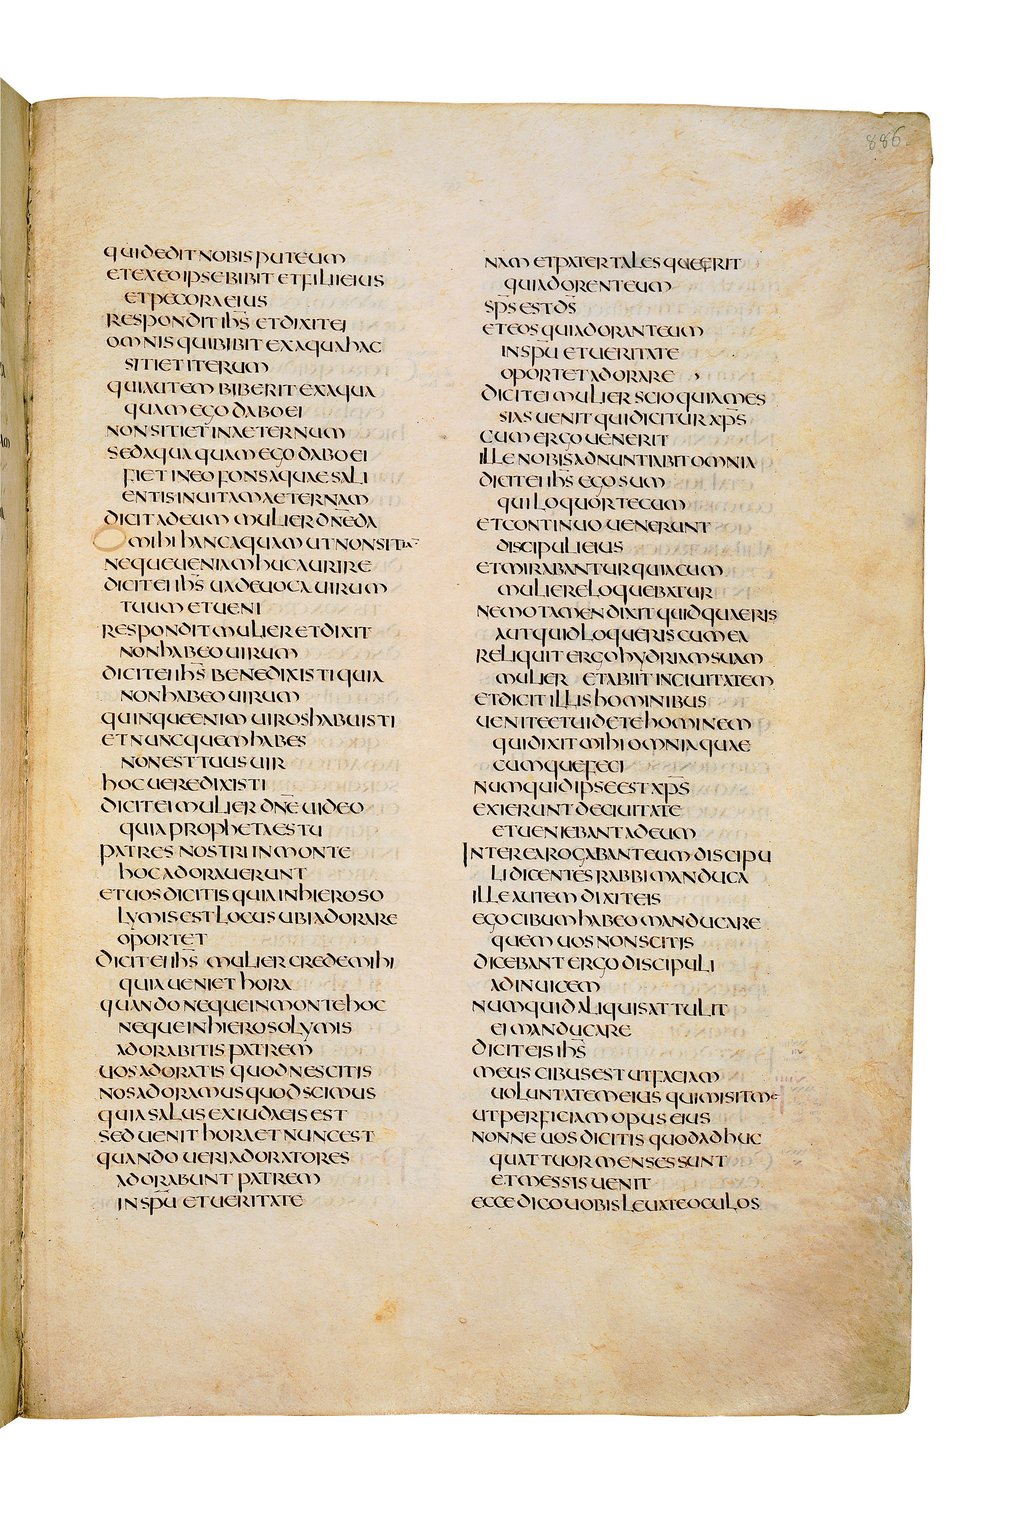 886
QUI DEDIT NOBIS PUTEUM
ET EX EO IPSE BIBIT ET FILII EIUS
ET PECORA EIUS
RESPONDIT IH̅S ET DIXIT EI
OMNIS QUI BIBIT EX AQUA HAC
SITIET ITERUM
QUI AUTEM BIBERIT EX AQUA
QUAM EGO DABO EI
NON SITIET IN AETERNUM
SED AQUA QUAM EGO DABO EI
FIET IN EO FONS AQUAE SALI
ENTIS IN UITAM AETERNAM
DICIT AD EUM MULIER DN̅E DA
MIHI HANC AQUAM UT NON SITIA̅
NEQUE UENIAM HUC AURIRE
DICIT EI IH̅S UADE UOCA UIRUM
TUUM ET UENI
RESPONDIT MULIER ET DIXIT
NON HABEO UIRUM
DICIT EI IH̅S BENE DIXISTI QUIA
NON HABEO UIRUM
QUINQUE ENIM UIROS HABUISTI
ET NUNC QUEM HABES
NON EST TUUS UIR
HOC UERE DIXISTI
DICIT EI MULIER DN̅E UIDEO
QUIA PROPHETA ES TU
PATRES NOSTRI IN MONTE
HOC ADORAUERUNT
ET UOS DICITIS QUIA IN HIEROSO
LYMIS EST LOCUS UBI ADORARE
OPORTET
DICIT EI IH̅S MULIER CREDE MIHI
QUIA UENIET HORA
QUANDO NEQUE IN MONTE HOC
NEQUE IN HIEROSOLYMIS
ADORABITIS PATREM
UOS ADORATIS QUOD NESCITIS
NOS ADORAMUS QUOD SCIMUS
QUIA SALUS EX IUDAEIS EST
SED UENIT HORA ET NUNC EST
QUANDO UERI ADORATORES
ADORABUNT PATREM
IN SPU̅ ET UERITATE
NAM ET PATER TALES QUAERIT
QUI ADORENT EUM
SP̅S EST DS̅
ET EOS QUI ADORANT EUM
IN SPU̅ ET UERITATE
OPORTET ADORARE
DICIT EI MULIER SCIO QUIA MES
SIAS UENIT QUI DICITUR XP̅S
CUM ERGO UENERIT
ILLE NOBIS ADNUNTIABIT OMNIA
DICIT EI IH̅S EGO SUM
QUI LOQUOR TECUM
ET CONTINUO UENERUNT
DISCIPULI EIUS
ET MIRABANTUR QUIA CUM
MULIERE LOQUEBATUR
NEMO TAMEN DIXIT QUID QUAERIS
AUT QUID LOQUERIS CUM EA
RELIQUIT ERGO HYDRIAM SUAM
MULIER ET ABIIT IN CIUITATEM
ET DICIT ILLIS HOMINIBUS
UENITE ET UIDETE HOMINEM
QUI DIXIT MIHI OMNIA QUAE
CUMQUE FECI
NUMQUID IPSE EST XP̅S
EXIERUNT DE CIUITATE
ET UENIEBANT AD EUM
INTEREA ROGABANT EUM DISCIPU
LI DICENTES RABBI MANDUCA
ILLE AUTEM DIXIT EIS
EGO CIBUM HABEO MANDUCARE
QUEM UOS NON SCITIS
DICEBANT ERGO DISCIPULI
AD INUICEM
NUMQUID ALIQUIS ATTULIT
EI MANDUCARE
DICIT EIS IH̅S
MEUS CIBUS EST UT FACIAM
UOLUNTATEM EIUS QUI MISIT ME
UT PERFICIAM OPUS EIUS
NONNE UOS DICITIS QUOD ADHUC
QUATTUOR MENSES SUNT
ET MESSIS UENIT
ECCE DICO UOBIS LEUATE OCULOS